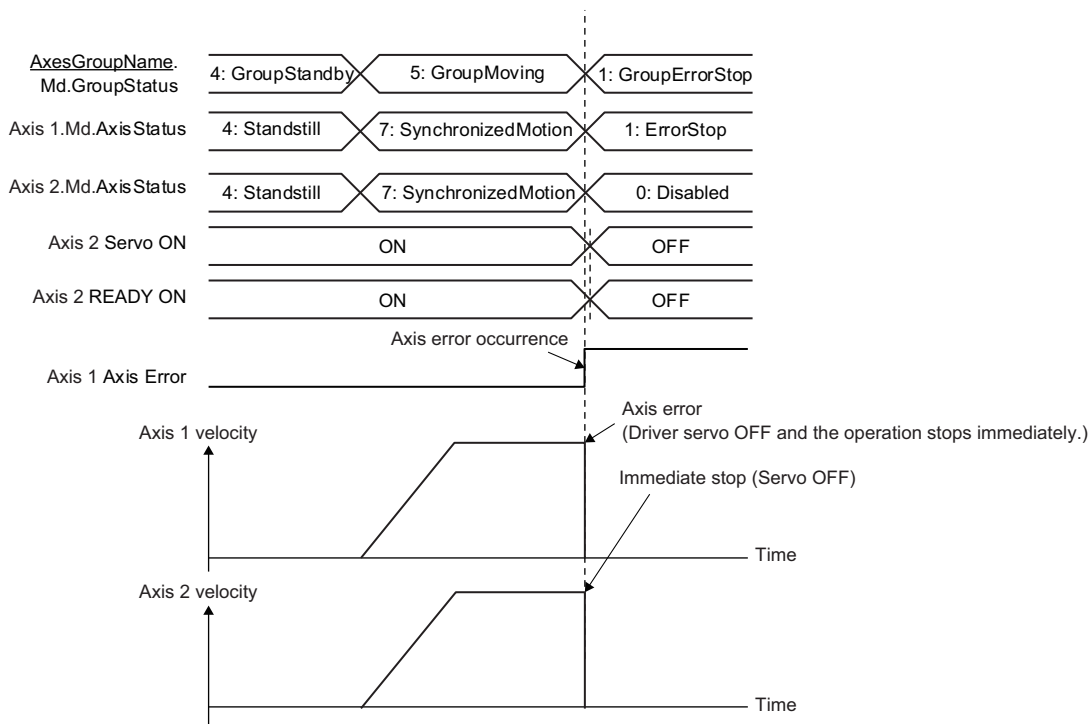 AxesGroupName.
Md.GroupStatus
4: GroupStandby
5: GroupMoving
1: GroupErrorStop
Axis 1.Md.AxisStatus
4: Standstill
7: SynchronizedMotion
1: ErrorStop
Axis 2.Md.AxisStatus
4: Standstill
7: SynchronizedMotion
0: Disabled
Axis 2 Servo ON
ON
OFF
Axis 2 READY ON
ON
OFF
Axis error occurrence
Axis 1 Axis Error
Axis error
(Driver servo OFF and the operation stops immediately.)
Axis 1 velocity
Immediate stop (Servo OFF)
Time
Axis 2 velocity
Time